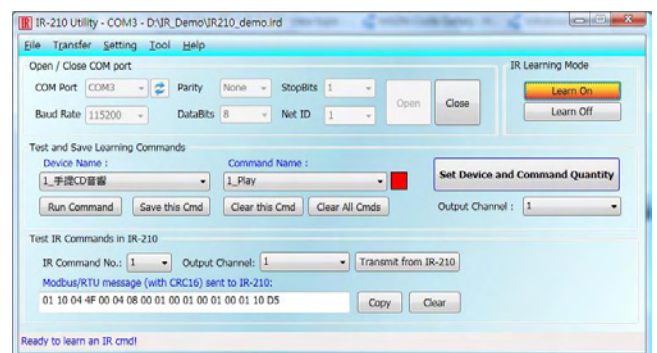 IR-210 Utility - COM3 - D:\IR_Demo\IR210_demo.ird
File Transfer Setting Tool Help
Open / Close COM port
IR Learning Mode
COM Port COM3 Parity None StopBits 1
Learn On
Open Close
Baud Rate 115200 DataBits 8 Net ID 1
Learn Off
Test and Save Learning Commands
Device Name : Command Name :
1_手提CD音響 1_Play
Set Device and Command Quantity
Run Command Save this Cmd Clear this Cmd Clear All Cmds Output Channel : 1
Test IR Commands in IR-210
IR Command No.: 1 Output Channel: 1 Transmit from IR-210
Modbus/RTU message (with CRC16) sent to IR-210:
01 10 04 4F 00 04 08 00 01 00 01 00 01 00 01 10 D5 Copy Clear
Ready to learn an IR cmd!